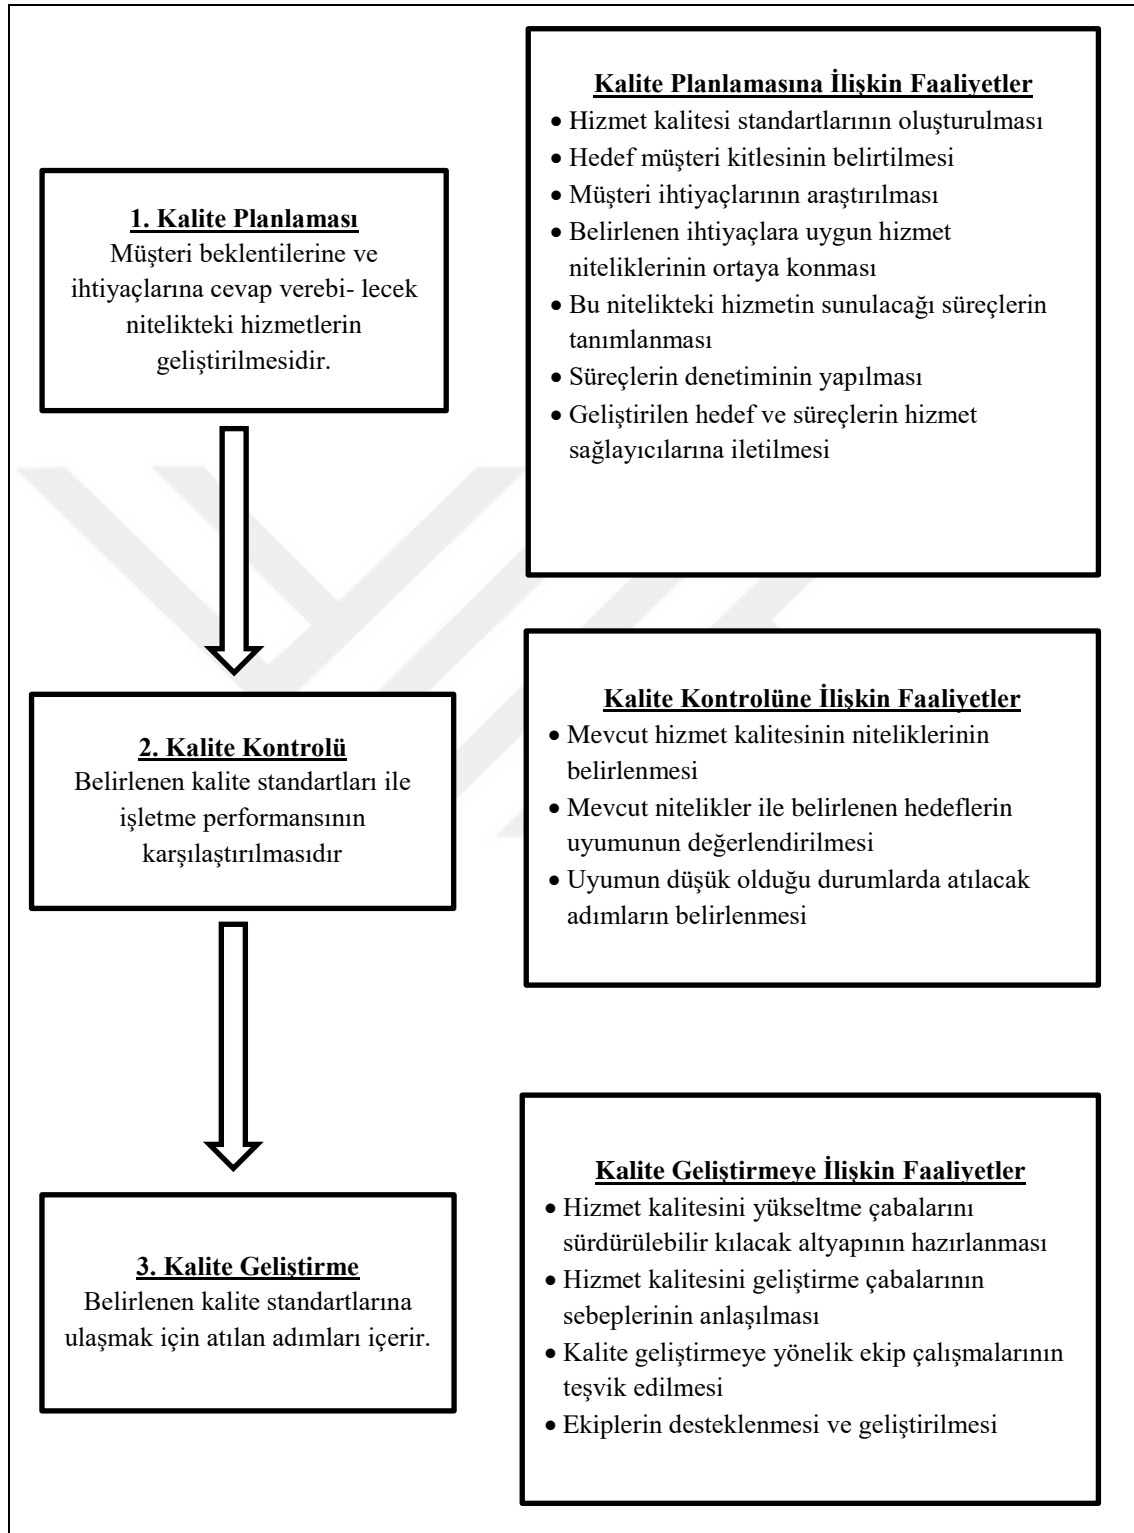 Kalite Planlamasına İlişkin Faaliyetler
• Hizmet kalitesi standartlarının oluşturulması
• Hedef müşteri kitlesinin belirtilmesi
• Müşteri ihtiyaçlarının araştırılması
• Belirlenen ihtiyaçlara uygun hizmet
niteliklerinin ortaya konması
• Bu nitelikteki hizmetin sunulacağı süreçlerin
tanımlanması
• Süreçlerin denetiminin yapılması
• Geliştirilen hedef ve süreçlerin hizmet
sağlayıcılarına iletilmesi
1. Kalite Planlaması
Müşteri beklentilerine ve
ihtiyaçlarına cevap verebi- lecek
nitelikteki hizmetlerin
geliştirilmesidir.
Kalite Kontrolüne İlişkin Faaliyetler
• Mevcut hizmet kalitesinin niteliklerinin
belirlenmesi
• Mevcut nitelikler ile belirlenen hedeflerin
uyumunun değerlendirilmesi
• Uyumun düşük olduğu durumlarda atılacak
adımların belirlenmesi
2. Kalite Kontrolü
Belirlenen kalite standartları ile
işletme performansının
karşılaştırılmasıdır
Kalite Geliştirmeye İlişkin Faaliyetler
• Hizmet kalitesini yükseltme çabalarını
sürdürülebilir kılacak altyapının hazırlanması
• Hizmet kalitesini geliştirme çabalarının
sebeplerinin anlaşılması
• Kalite geliştirmeye yönelik ekip çalışmalarının
teşvik edilmesi
• Ekiplerin desteklenmesi ve geliştirilmesi
3. Kalite Geliştirme
Belirlenen kalite standartlarına
ulaşmak için atılan adımları içerir.